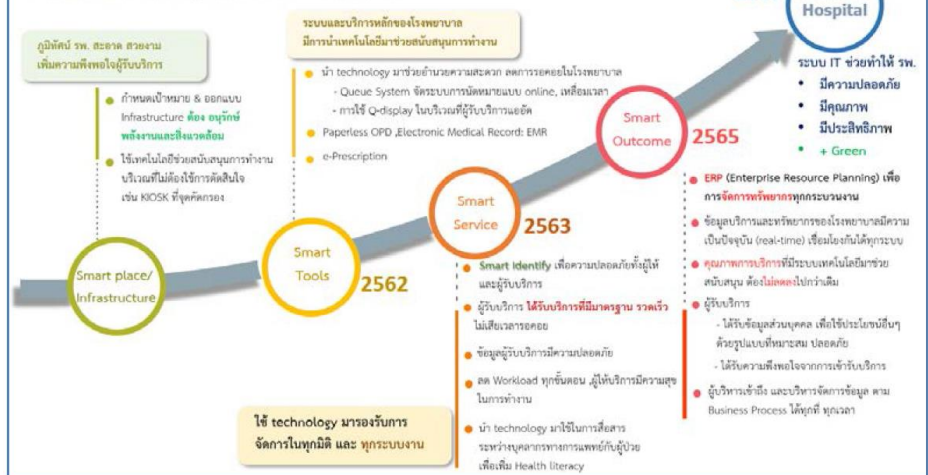 Hospital
ระบบ IT ช่วยทำให้ รพ.
• มีความปลอดภัย
• มีคุณภาพ
• มีประสิทธิภาพ
• + Green
ภูมิทัศน์ รพ. สะอาด สวยงาม
เพิ่มความพึงพอใจผู้รับบริการ
• กำหนดเป้าหมาย & ออกแบบ
Infrastructure ต้อง อนุรักษ์
พลังงานและสิ่งแวดล้อม
• ใช้เทคโนโลยีช่วยสนับสนุนการทำงาน
บริเวณที่ไม่ต้องใช้การตัดสินใจ
เช่น KIOSK ที่จุดคัดกรอง
Smart place/
Infrastructure
ระบบและบริการหลักของโรงพยาบาล
มีการนำเทคโนโลยีมาช่วยสนับสนุนการทำงาน
• นำ technology มาช่วยอำนวยความสะดวก ลดการรอคอยในโรงพยาบาล
- Queue System จัดระบบการนัดหมายแบบ online, เหลื่อมเวลา
- การใช้ Q-display ในบริเวณที่ผู้รับบริการแออัด
• Paperless OPD ,Electronic Medical Record: EMR
• e-Prescription
Smart
Tools
2562
Smart
Service
2563
• Smart Identify เพื่อความปลอดภัยทั้งผู้ให้
และผู้รับบริการ
• ผู้รับบริการ ได้รับบริการที่มีมาตรฐาน รวดเร็ว
ไม่เสียเวลารอคอย
• ข้อมูลผู้รับบริการมีความปลอดภัย
• ลด Workload ทุกขั้นตอน ,ผู้ให้บริการมีความสุข
ในการทำงาน
• นำ technology มาใช้ในการสื่อสาร
ระหว่างบุคลากรทางการแพทย์กับผู้ป่วย
เพื่อเพิ่ม Health literacy
Smart
Outcome
2565
• ERP (Enterprise Resource Planning) เพื่อ
การจัดการทรัพยากรทุกกระบวนงาน
• ข้อมูลบริการและทรัพยากรของโรงพยาบาลมีความ
เป็นปัจจุบัน (real-time) เชื่อมโยงกันได้ทุกระบบ
• คุณภาพการบริการที่มีระบบเทคโนโลยีมาช่วย
สนับสนุน ต้องไม่ลดลงไปกว่าเดิม
• ผู้รับบริการ
- ได้รับข้อมูลส่วนบุคคล เพื่อใช้ประโยชน์อื่นๆ
ด้วยรูปแบบที่เหมาะสม ปลอดภัย
- ได้รับความพึงพอใจจากการเข้ารับบริการ
• ผู้บริหารเข้าถึง และบริหารจัดการข้อมูล ตาม
Business Process ได้ทุกที่ ทุกเวลา
ใช้ technology มารองรับการ
จัดการในทุกมิติ และ ทุกระบบงาน